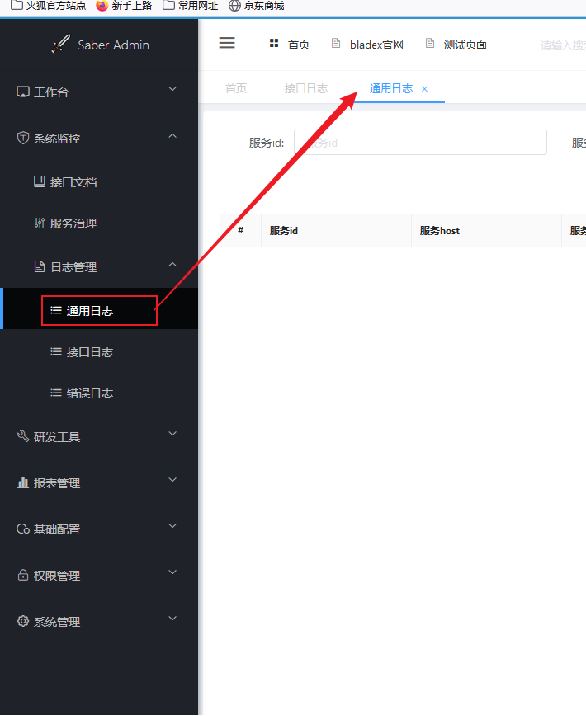 火狐官方站点 新手上路 常用网址 京东商城
Saber Admin
首页 bladex官网 测试页面 请输入搜
首页 接口日志 通用日志 ×
工作台
系统监控
服务id: 服务id 服务
接口文档
服务治理
# 服务id 服务host 服务
日志管理
通用日志
接口日志
错误日志
研发工具
报表管理
基础配置
权限管理
系统管理